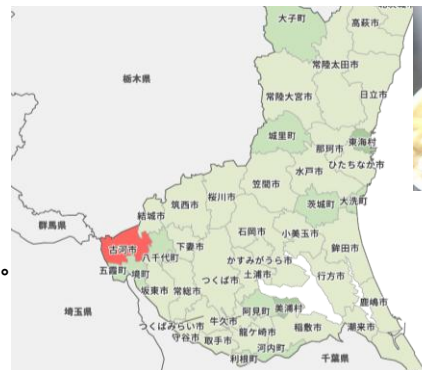 大子町
高萩市
常陸太田市
栃木県
日立市
常陸大宮市
城里町
東海村
那珂市
ひたちなか市
水戸市
笠間市
桜川市
筑西市
結城市
茨城町
大洗町
群馬県
古河市
下妻市
石岡市
小美玉市
八千代町
鉾田市
五霞町
境町
かすみがうら市
土浦市
行方市
つくば市
坂東市
常総市
埼玉県
阿見町
美浦村
鹿嶋市
つくばみらい市
牛久市
稲敷市
潮来市
守谷市
取手市
龍ケ崎市
河内町
利根町
千葉県
。